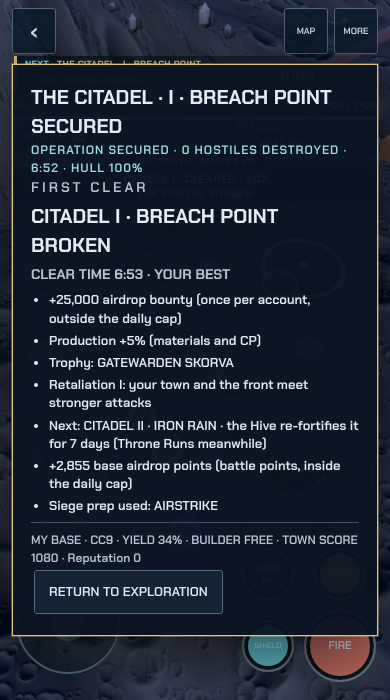 ‹
MAP
MORE
NEXT · THE CITADEL · I · BREACH POINT
THE CITADEL · I · BREACH POINT
SECURED
OPERATION SECURED · 0 HOSTILES DESTROYED ·
6:52 · HULL 100%
FIRST CLEAR
CITADEL I · BREACH POINT
BROKEN
CLEAR TIME 6:53 · YOUR BEST
• +25,000 airdrop bounty (once per account,
outside the daily cap)
• Production +5% (materials and CP)
• Trophy: GATEWARDEN SKORVA
• Retaliation I: your town and the front meet
stronger attacks
• Next: CITADEL II · IRON RAIN · the Hive re-fortifies it
for 7 days (Throne Runs meanwhile)
• +2,855 base airdrop points (battle points, inside
the daily cap)
• Siege prep used: AIRSTRIKE
MY BASE · CC9 · YIELD 34% · BUILDER FREE · TOWN SCORE
1080 · Reputation 0
RETURN TO EXPLORATION
SHIELD
FIRE